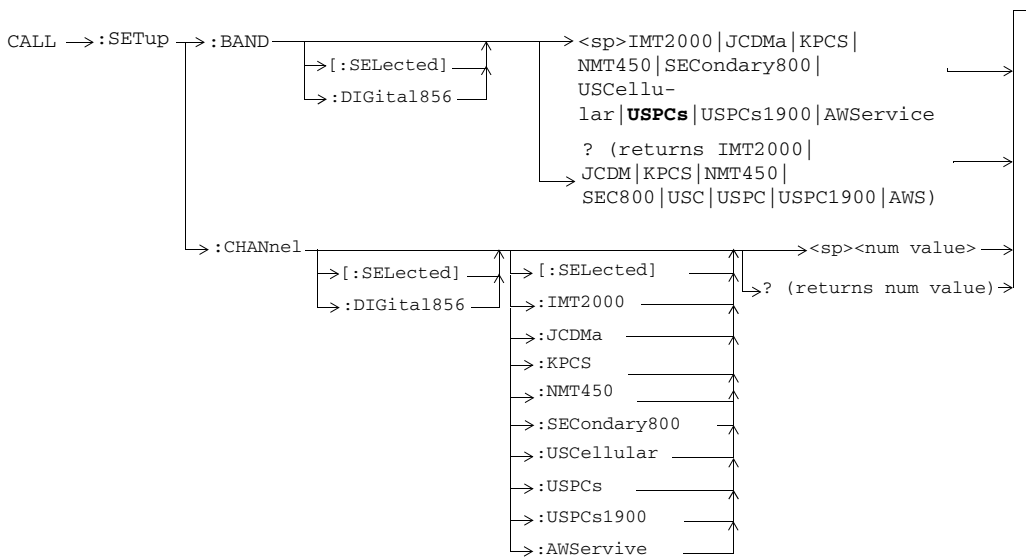 CALL :SETup :BAND <sp>IMT2000|JCDMa|KPCS|
[:SELected] NMT450|SECondary800|
:DIGital856 USCellu-
lar|USPCs|USPCs1900|AWService
? (returns IMT2000|
JCDM|KPCS|NMT450|
SEC800|USC|USPC|USPC1900|AWS)
:CHANnel <sp><num value>
[:SELected] [:SELected] ? (returns num value)
:DIGital856 :IMT2000
:JCDMa
:KPCS
:NMT450
:SECondary800
:USCellular
:USPCs
:USPCs1900
:AWServive